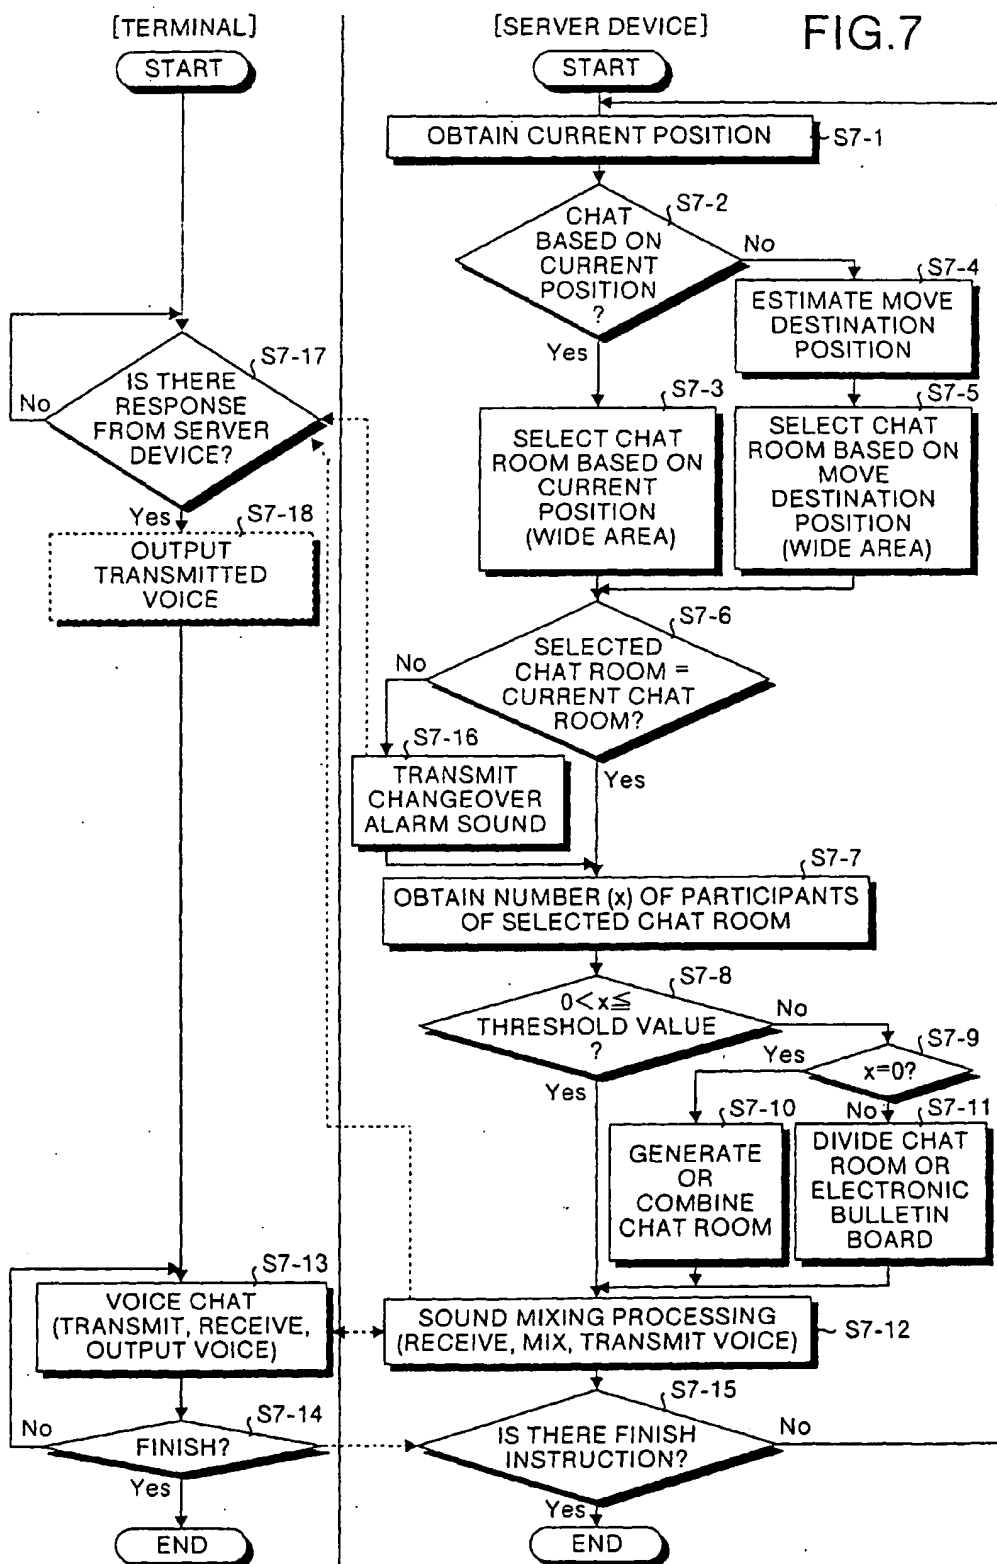 FIG.7
[TERMINAL]
START
S7-17
IS THERE
RESPONSE
FROM SERVER
DEVICE?
No
Yes
S7-18
OUTPUT
TRANSMITTED
VOICE
S7-13
VOICE CHAT
(TRANSMIT, RECEIVE,
OUTPUT VOICE)
S7-14
FINISH?
No
Yes
END
[SERVER DEVICE]
START
OBTAIN CURRENT POSITION
S7-1
S7-2
CHAT
BASED ON
CURRENT
POSITION
?
No
Yes
S7-4
ESTIMATE MOVE
DESTINATION
POSITION
S7-3
SELECT CHAT
ROOM BASED ON
CURRENT
POSITION
(WIDE AREA)
S7-5
SELECT CHAT
ROOM BASED ON
MOVE
DESTINATION
POSITION
(WIDE AREA)
S7-6
SELECTED
CHAT ROOM =
CURRENT CHAT
ROOM?
No
Yes
S7-16
TRANSMIT
CHANGEOVER
ALARM SOUND
S7-7
OBTAIN NUMBER (x) OF PARTICIPANTS
OF SELECTED CHAT ROOM
S7-8
0<x≦
THRESHOLD VALUE
?
No
Yes
S7-9
x=0?
Yes
No
S7-10
GENERATE
OR
COMBINE
CHAT ROOM
S7-11
DIVIDE CHAT
ROOM OR
ELECTRONIC
BULLETIN
BOARD
SOUND MIXING PROCESSING
(RECEIVE, MIX, TRANSMIT VOICE)
S7-12
S7-15
IS THERE FINISH
INSTRUCTION?
No
Yes
END